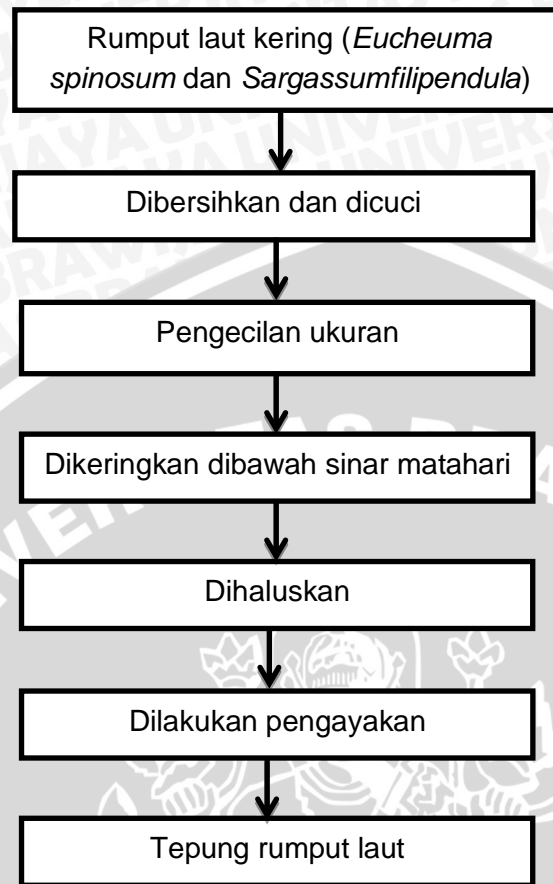 Rumput laut kering (Eucheuma
spinosum dan Sargassumfilipendula)
Dibersihkan dan dicuci
Pengecilan ukuran
Dikeringkan dibawah sinar matahari
Dihaluskan
Dilakukan pengayakan
Tepung rumput laut